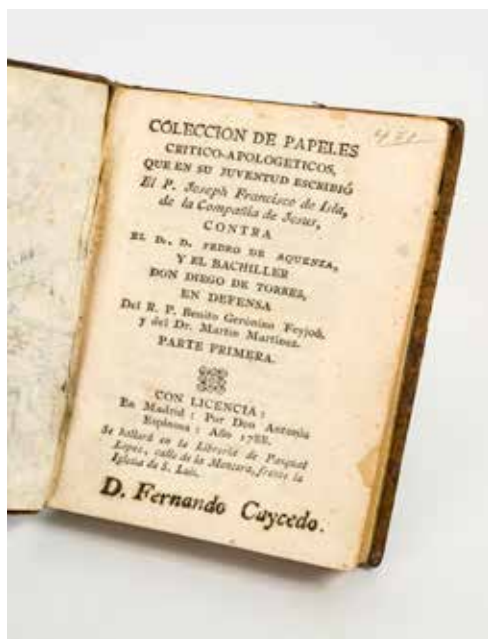 COLECCION DE PAPELES
CRITICO-APOLOGETICOS,
QUE EN SU JUVENTUD ESCRIBIÓ
El P. Joseph Francisco de Isla,
de la Compañia de Jesus,
CONTRA
EL Dr. D. PEDRO DE AQUENZA,
Y EL BACHILLER
DON DIEGO DE TORRES,
EN DEFENSA
Del R. P. Benito Gerónimo Feyjoó,
y del Dr. Martin Martinez.
PARTE PRIMERA.
CON LICENCIA:
En Madrid: Por Don Antonio
Espinosa: Año 1788.
Se hallará en la Librería de Pasqual
Lopez, calle de la Montera, frente la
Iglesia de S. Luis.
D. Fernando Caycedo.